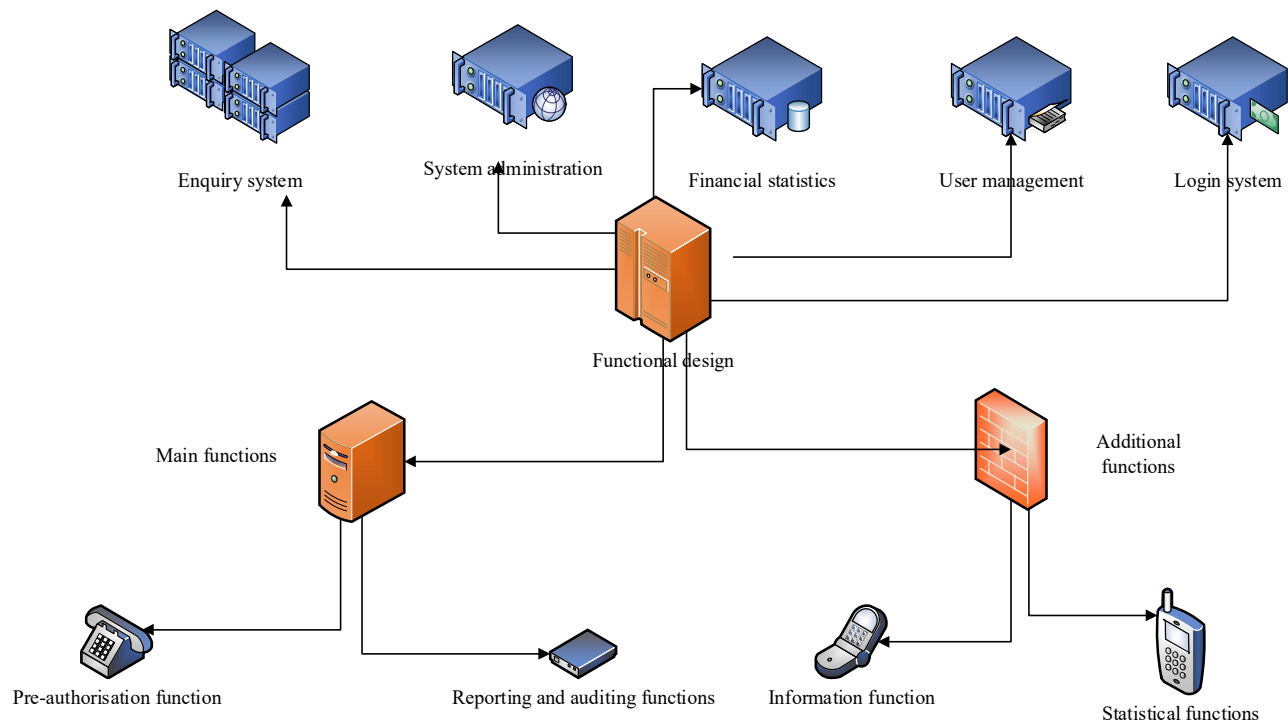 Enquiry system
System administration
Financial statistics
User management
Login system
Functional design
Main functions
Additional
functions
Pre-authorisation function
Reporting and auditing functions
Information function
Statistical functions